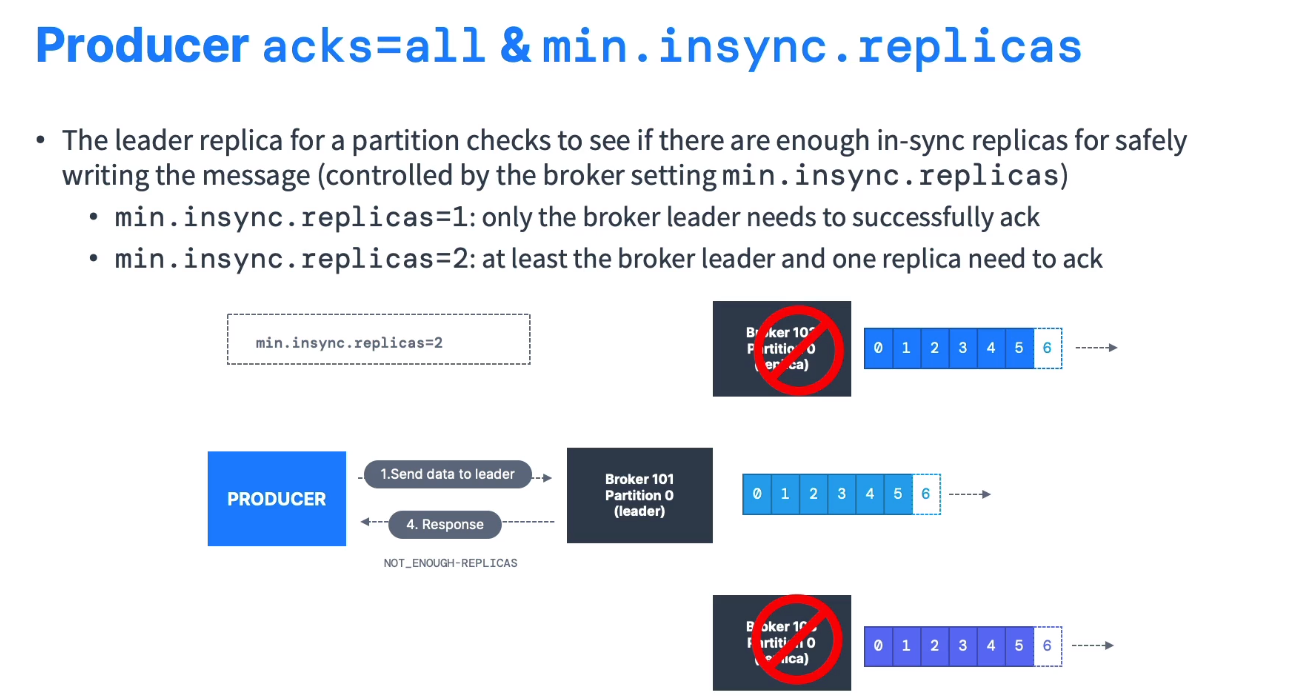 Producer acks=all & min.insync.replicas
• The leader replica for a partition checks to see if there are enough in-sync replicas for safely
writing the message (controlled by the broker setting min.insync.replicas)
• min.insync.replicas=1: only the broker leader needs to successfully ack
• min.insync.replicas=2: at least the broker leader and one replica need to ack
min.insync.replicas=2
Broker
Partition 0
(replica)
0 1 2 3 4 5 6
PRODUCER
1.Send data to leader
4. Response
NOT_ENOUGH-REPLICAS
Broker 101
Partition 0
(leader)
0 1 2 3 4 5 6
Broker
Partition 0
(replica)
0 1 2 3 4 5 6